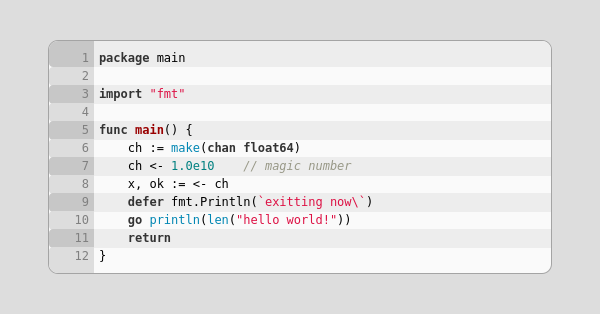 1 package main
2
3 import "fmt"
4
5 func main() {
6     ch := make(chan float64)
7     ch <- 1.0e10    // magic number
8     x, ok := <- ch
9     defer fmt.Println(`exitting now\`)
10     go println(len("hello world!"))
11     return
12 }